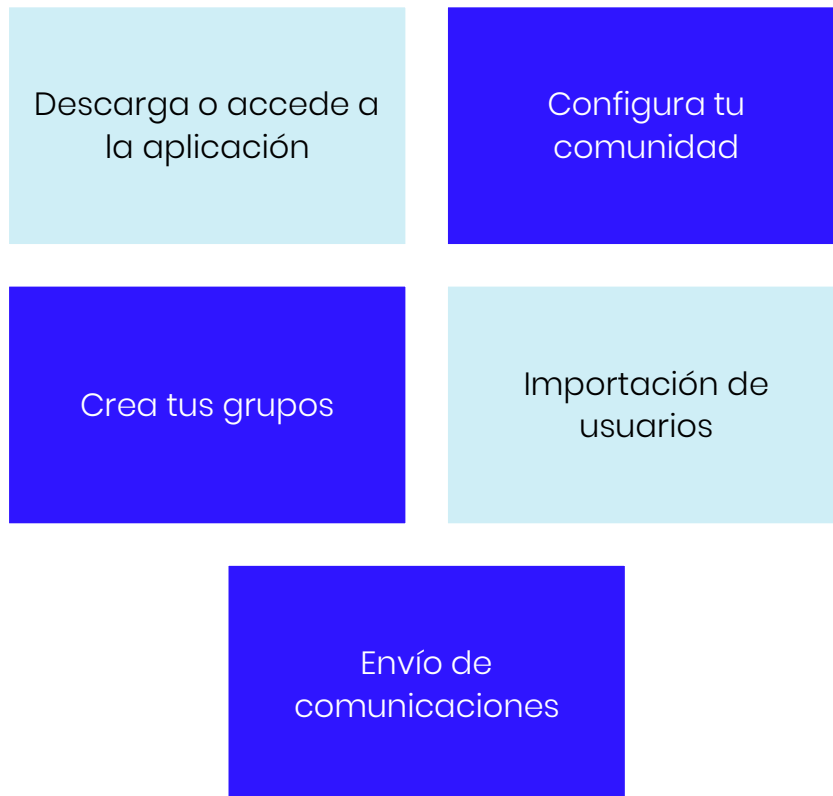 Descarga o accede a
la aplicación
Configura tu
comunidad
Crea tus grupos
Importación de
usuarios
Envío de
comunicaciones